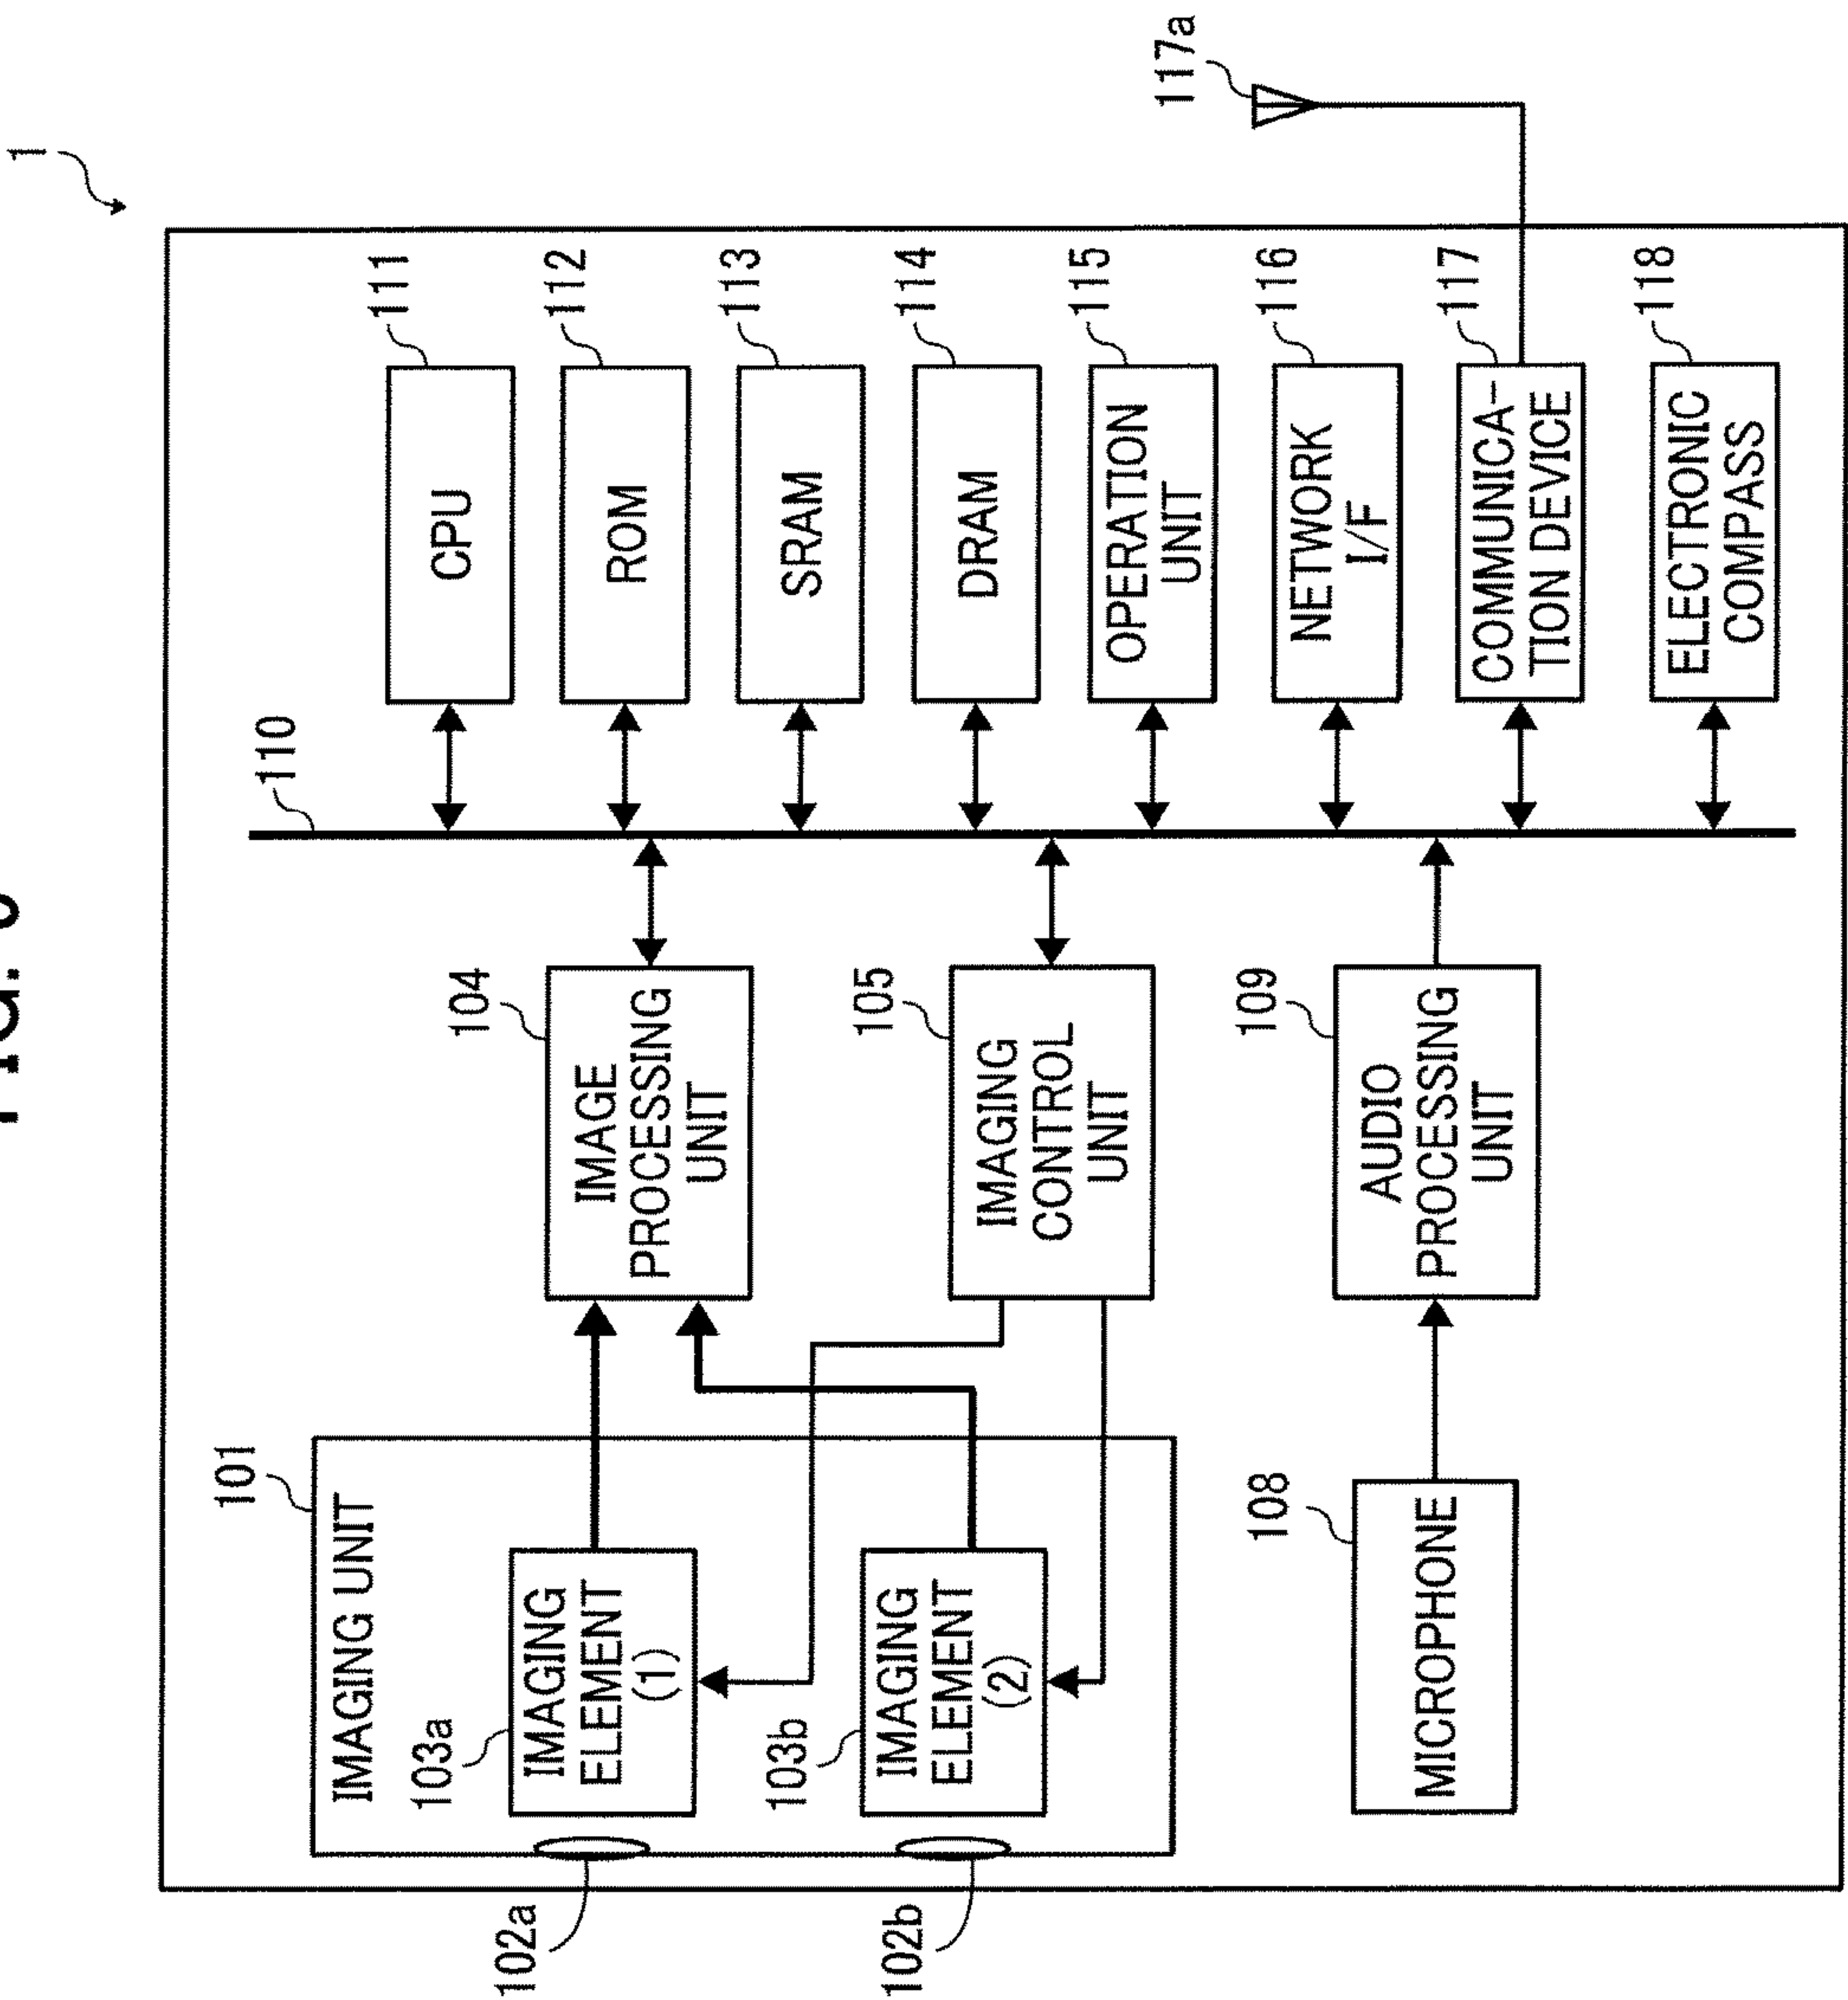 FIG.
1
101
IMAGING UNIT
110
111
CPU
103a
102a
IMAGING
ELEMENT
(1)
104
IMAGE
PROCESSING
UNIT
112
ROM
113
SRAM
103b
102b
IMAGING
ELEMENT
(2)
105
IMAGING
CONTROL
UNIT
114
DRAM
115
OPERATION
UNIT
117a
108
MICROPHONE
109
AUDIO
PROCESSING
UNIT
116
NETWORK
I/F
117
COMMUNICA-
TION DEVICE
118
ELECTRONIC
COMPASS